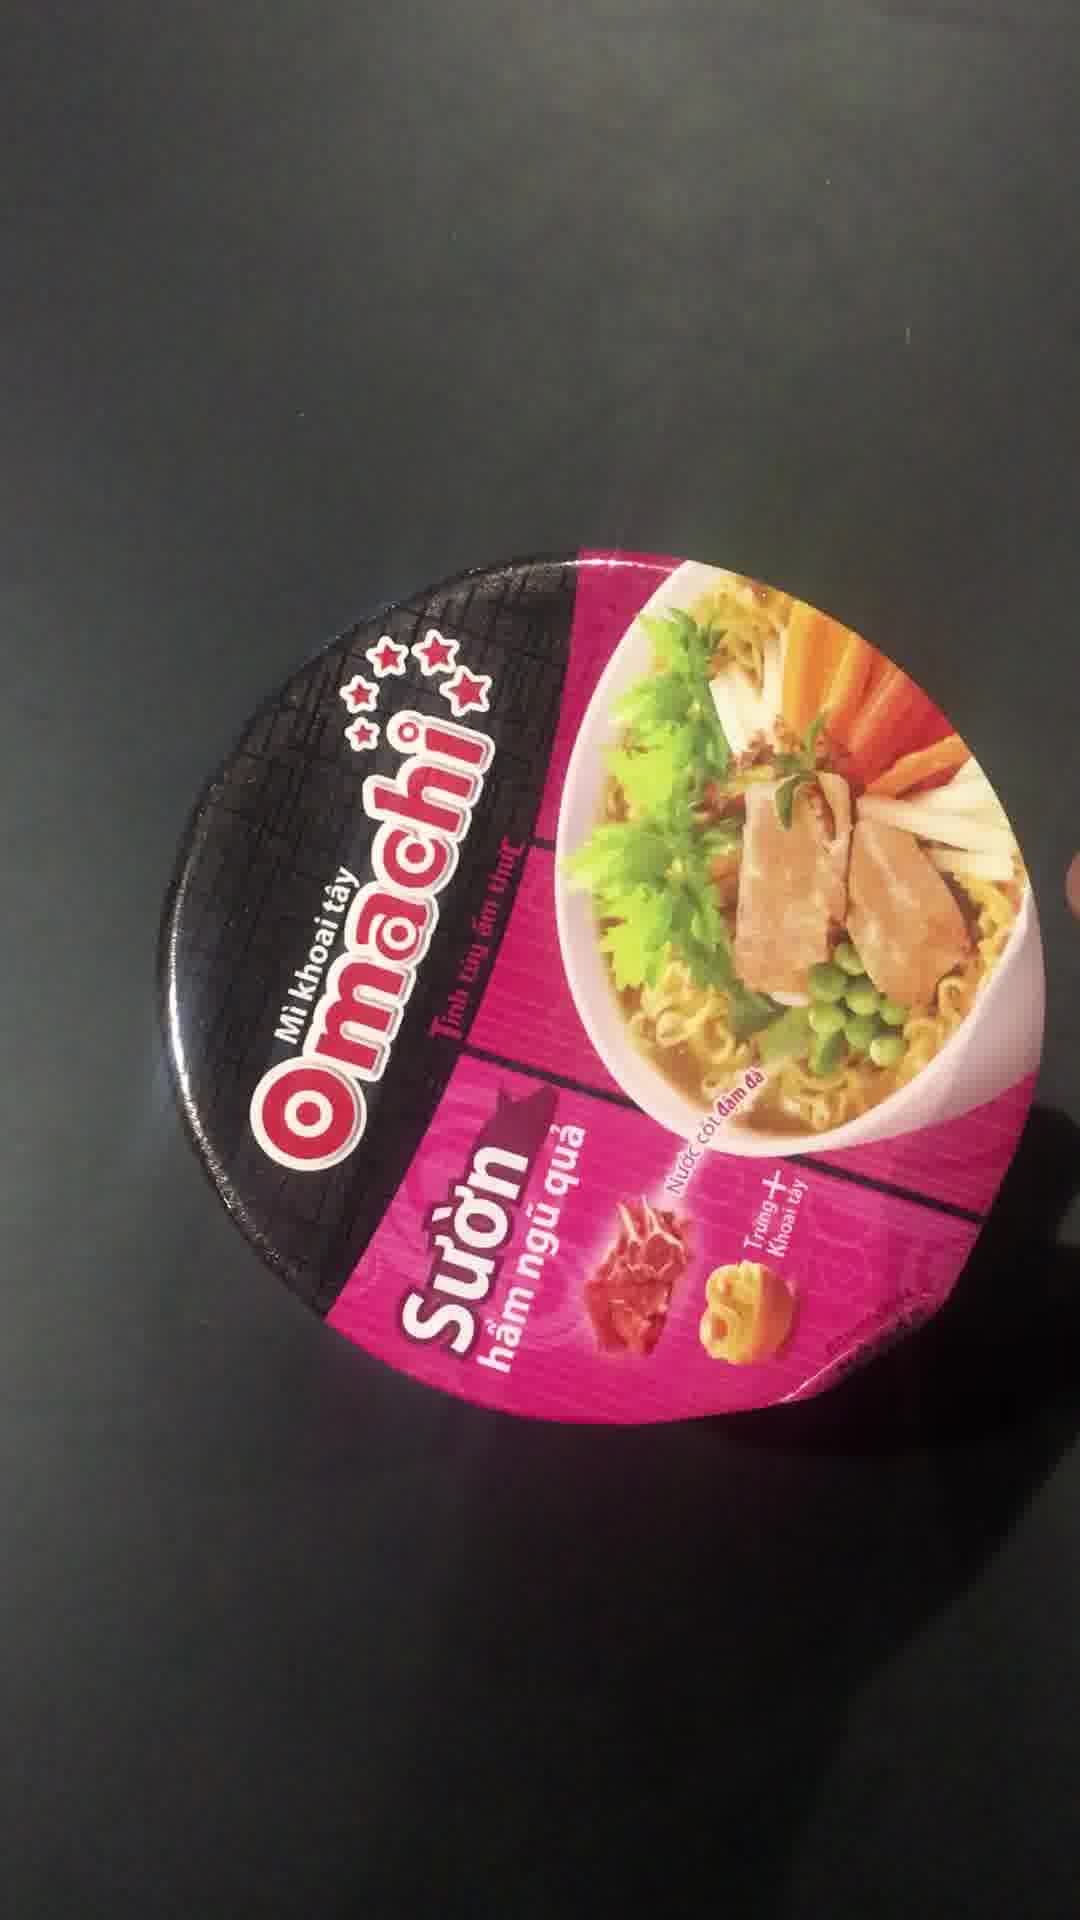 Mì khoai tây
Omachi
Tinh túy ẩm thực
Sườn
hầm ngũ quả
Nước cốt đậm đà
Trứng+
Khoai tây